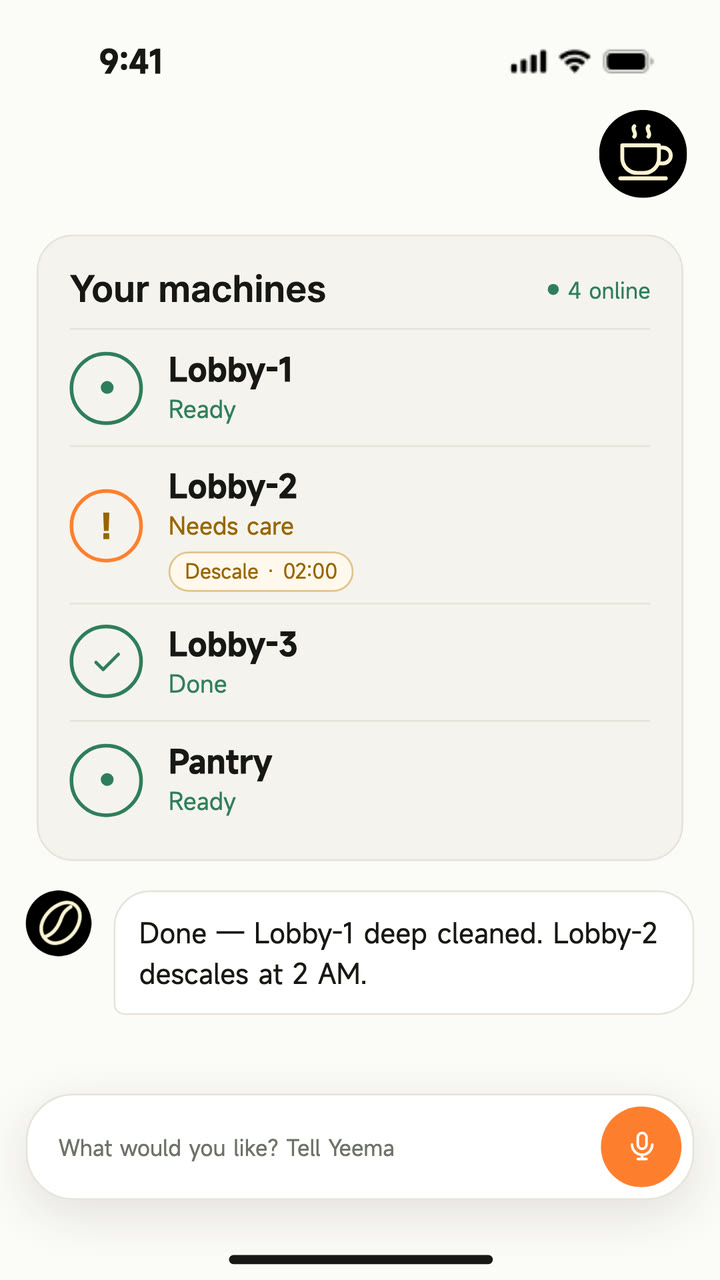 9:41
Your machines
4 online
Lobby-1
Ready
!
Lobby-2
Needs care
Descale · 02:00
Lobby-3
Done
Pantry
Ready
Done — Lobby-1 deep cleaned. Lobby-2
descales at 2 AM.
What would you like? Tell Yeema